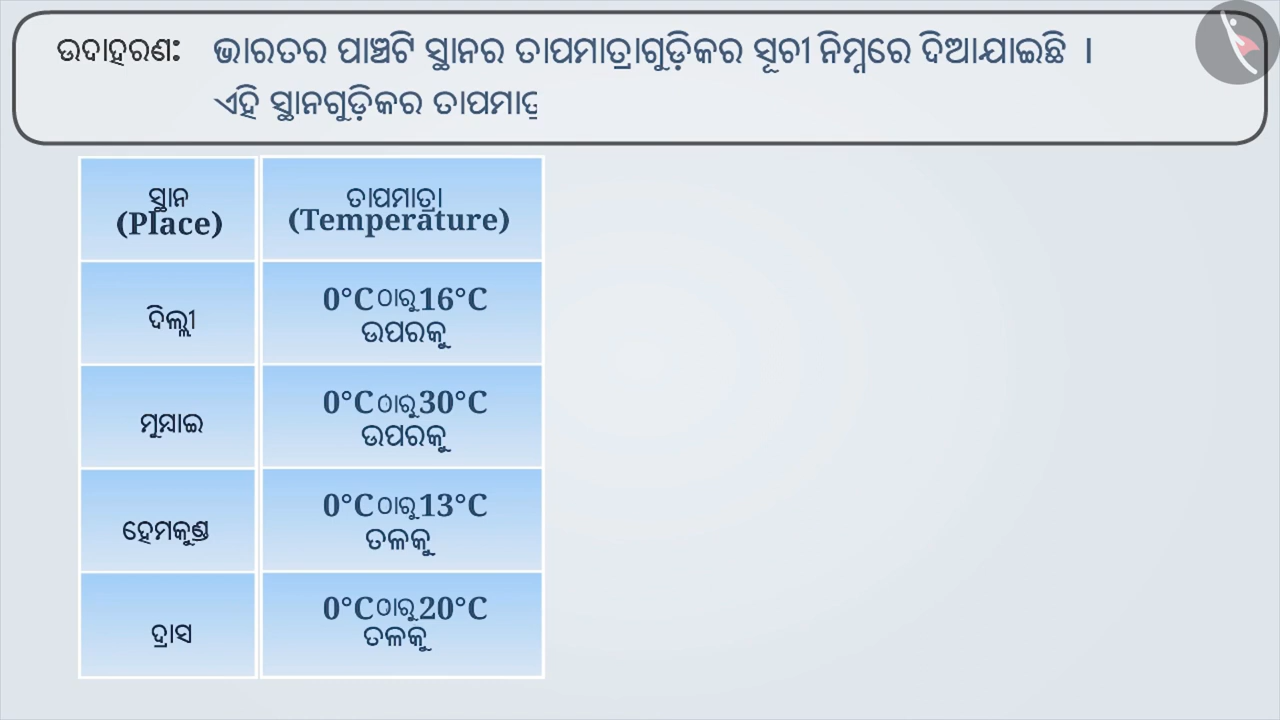 ଉଦାହରଣ: ଭାରତର ପାଞ୍ଚଟି ସ୍ଥାନର ତାପମାତ୍ରାଗୁଡ଼ିକର ସୂଚୀ ନିମ୍ନରେ ଦିଆଯାଇଛି ।
ଏହି ସ୍ଥାନଗୁଡ଼ିକର
ସ୍ଥାନ
(Place)
ତାପମାତ୍ରା
(Temperature)
ଦିଲ୍ଲୀ
0°C ଠାରୁ 16°C
ଉପରକୁ
ମୁମ୍ବାଇ
0°C ଠାରୁ 30°C
ଉପରକୁ
ହେମକୁଣ୍ଡ
0°C ଠାରୁ 13°C
ତଳକୁ
ଦ୍ରାସ
0°C ଠାରୁ 20°C
ତଳକୁ